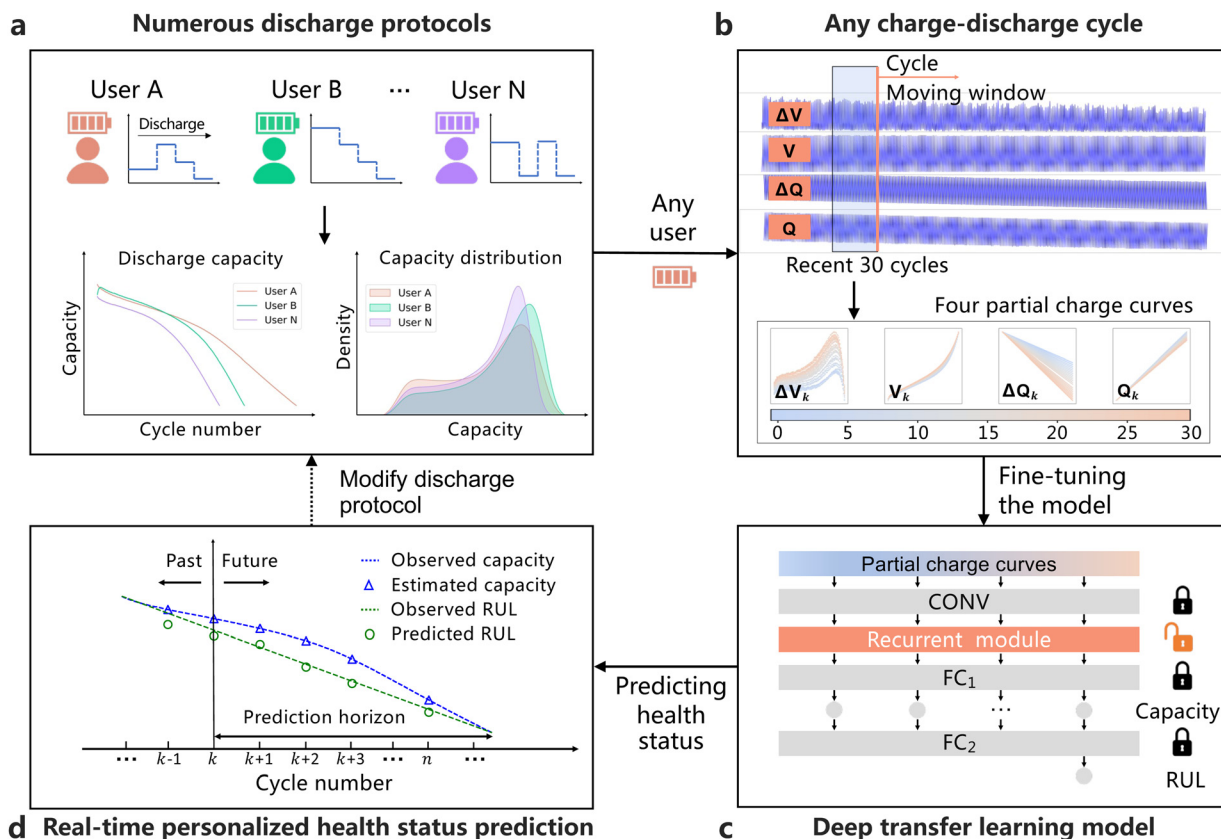 a
Numerous discharge protocols
User A
User B
...
User N
Discharge
Discharge capacity
Capacity
User A
User B
User N
Cycle number
Capacity distribution
Density
User A
User B
User N
Capacity
Any
user
b
Any charge-discharge cycle
Cycle
Moving window
ΔV
V
ΔQ
Q
Recent 30 cycles
Four partial charge curves
ΔVₖ
Vₖ
ΔQₖ
Qₖ
0 5 10 15 20 25 30
Modify discharge
protocol
Fine-tuning
the model
Past
Future
Observed capacity
Estimated capacity
Observed RUL
Predicted RUL
Prediction horizon
... k-1 k k+1 k+2 k+3 ... n ...
Cycle number
d
Real-time personalized health status prediction
Predicting
health
status
Partial charge curves
CONV
Recurrent module
FC₁
...
Capacity
FC₂
RUL
c
Deep transfer learning model